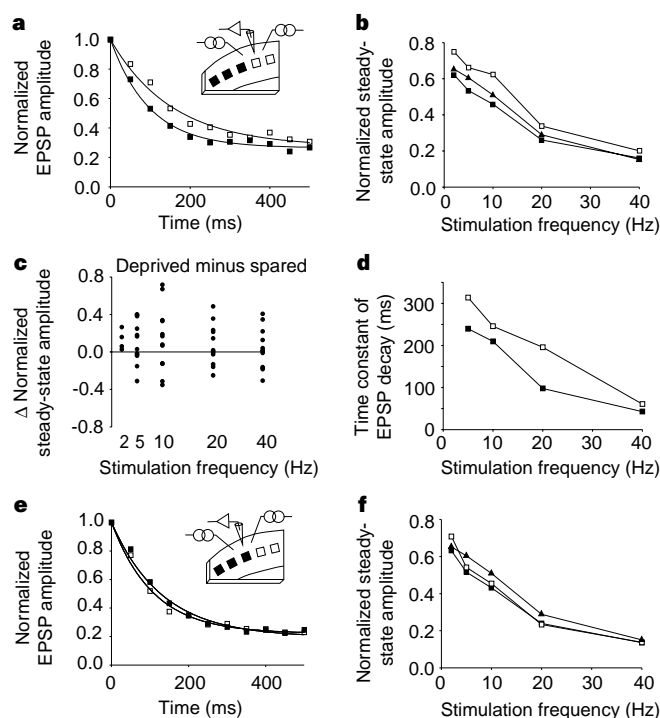 a
Normalized
EPSP amplitude
1.0
0.8
0.6
0.4
0.2
0.0
0
200
400
Time (ms)
b
Normalized steady-
state amplitude
0.8
0.6
0.4
0.2
0
0
10
20
30
40
Stimulation frequency (Hz)
c
Deprived minus spared
Δ Normalized
steady-state amplitude
0.8
0.4
0.0
-0.4
-0.8
2
5
10
20
40
Stimulation frequency (Hz)
d
Time constant of
EPSP decay (ms)
300
200
100
0
0
10
20
30
40
Stimulation frequency (Hz)
e
Normalized
EPSP amplitude
1.0
0.8
0.6
0.4
0.2
0.0
0
200
400
Time (ms)
f
Normalized steady-
state amplitude
0.8
0.6
0.4
0.2
0
0
10
20
30
40
Stimulation frequency (Hz)